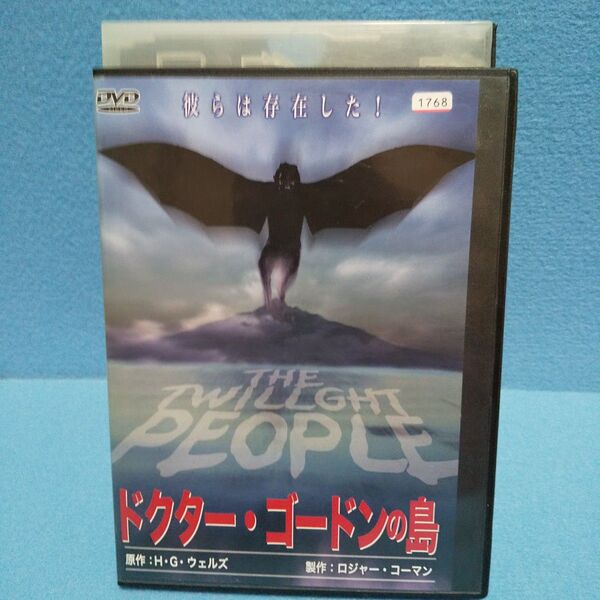 DVD
彼らは存在した!
1768
THE
TWILLGHT
PEOPLE
ドクター・ゴードンの島
原作:H・G・ウェルズ
製作:ロジャー・コーマン